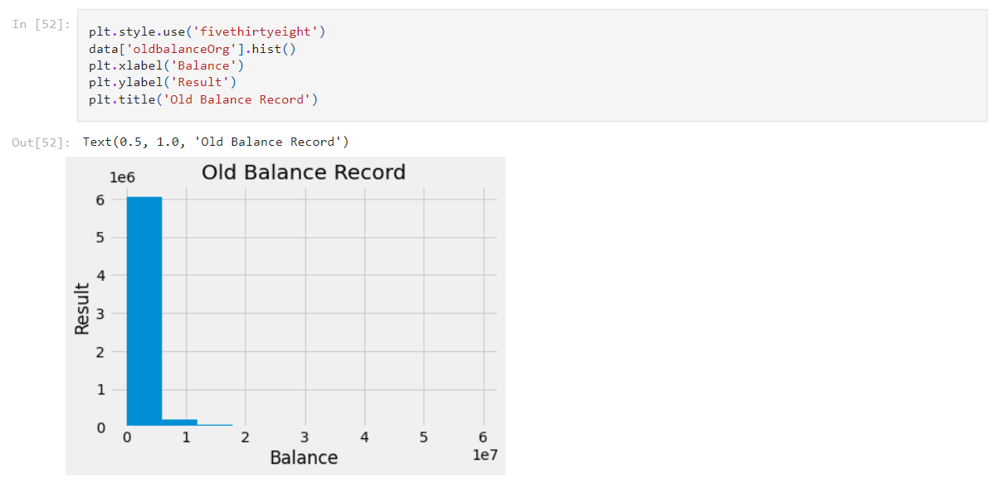 In [52]:
plt.style.use('fivethirtyeight')
data['oldbalanceOrg'].hist()
plt.xlabel('Balance')
plt.ylabel('Result')
plt.title('Old Balance Record')
Out[52]: Text(0.5, 1.0, 'Old Balance Record')
1e6
Old Balance Record
6
5
4
3
2
1
0
Result
0 1 2 3 4 5 6
1e7
Balance